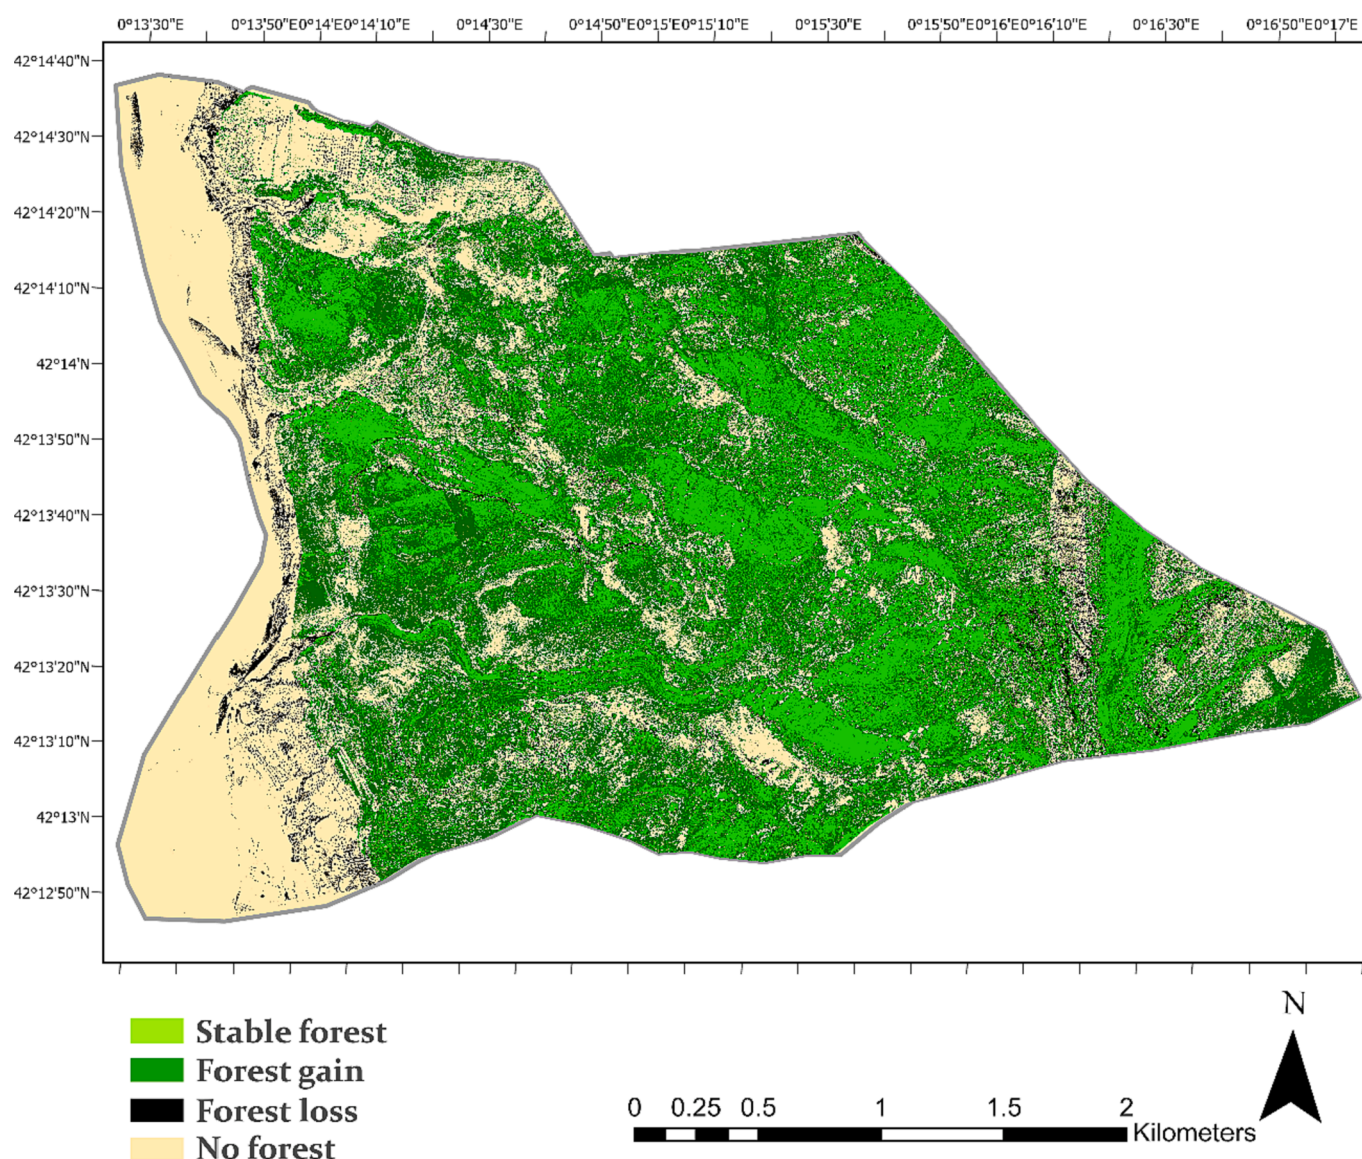 0°13'30"E 0°13'50"E0°14'E0°14'10"E 0°14'30"E 0°14'50"E0°15'E0°15'10"E 0°15'30"E 0°15'50"E0°16'E0°16'10"E 0°16'30"E 0°16'50"E0°17'E
42°14'40"N
42°14'30"N
42°14'20"N
42°14'10"N
42°14'N
42°13'50"N
42°13'40"N
42°13'30"N
42°13'20"N
42°13'10"N
42°13'N
42°12'50"N
Stable forest
Forest gain
Forest loss
No forest
0 0.25 0.5 1 1.5 2
Kilometers
N